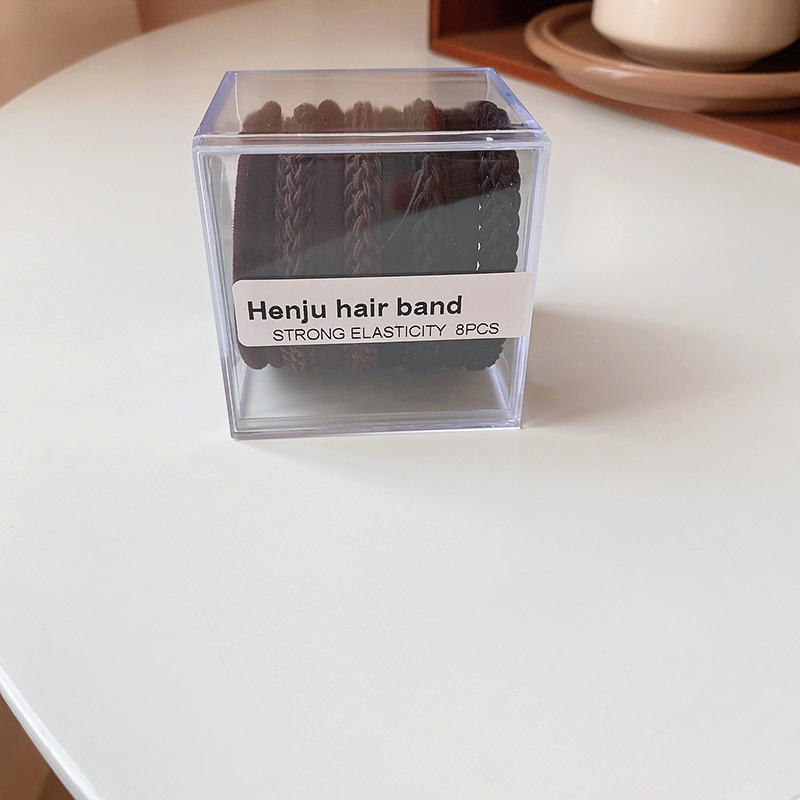 Henju hair band
STRONG ELASTICITY 8PCS